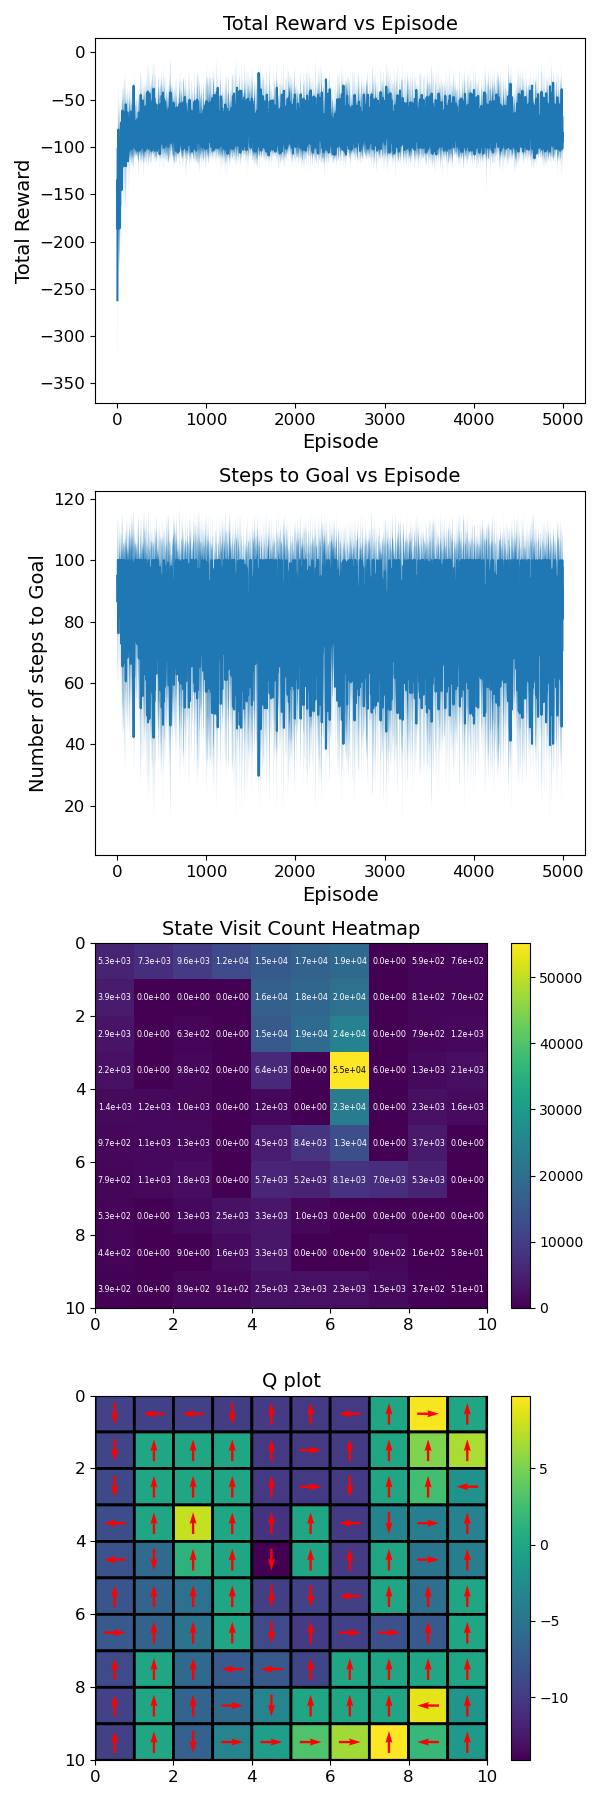 Total Reward vs Episode
0
−50
−100
−150
−200
−250
−300
−350
Total Reward
0 1000 2000 3000 4000 5000
Episode
Steps to Goal vs Episode
120
100
80
60
40
20
Number of steps to Goal
0 1000 2000 3000 4000 5000
Episode
State Visit Count Heatmap
0
2
4
6
8
10
5.3e+03 7.3e+03 9.6e+03 1.2e+04 1.5e+04 1.7e+04 1.9e+04 0.0e+00 5.9e+02 7.6e+02
3.9e+03 0.0e+00 0.0e+00 0.0e+00 1.6e+04 1.8e+04 2.0e+04 0.0e+00 8.1e+02 7.0e+02
2.9e+03 0.0e+00 6.3e+02 0.0e+00 1.5e+04 1.9e+04 2.4e+04 0.0e+00 7.9e+02 1.2e+03
2.2e+03 0.0e+00 9.8e+02 0.0e+00 6.4e+03 0.0e+00 5.5e+04 6.0e+00 1.3e+03 2.1e+03
1.4e+03 1.2e+03 1.0e+03 0.0e+00 1.2e+03 0.0e+00 2.3e+04 0.0e+00 2.3e+03 1.6e+03
9.7e+02 1.1e+03 1.3e+03 0.0e+00 4.5e+03 8.4e+03 1.3e+04 0.0e+00 3.7e+03 0.0e+00
7.9e+02 1.1e+03 1.8e+03 0.0e+00 5.7e+03 5.2e+03 8.1e+03 7.0e+03 5.3e+03 0.0e+00
5.3e+02 0.0e+00 1.3e+03 2.5e+03 3.3e+03 1.0e+03 0.0e+00 0.0e+00 0.0e+00 0.0e+00
4.4e+02 0.0e+00 9.0e+00 1.6e+03 3.3e+03 0.0e+00 0.0e+00 9.0e+02 1.6e+02 5.8e+01
3.9e+02 0.0e+00 8.9e+02 9.1e+02 2.5e+03 2.3e+03 2.3e+03 1.5e+03 3.7e+02 5.1e+01
0 2 4 6 8 10
50000
40000
30000
20000
10000
0
Q plot
0
2
4
6
8
10
0 2 4 6 8 10
5
0
−5
−10